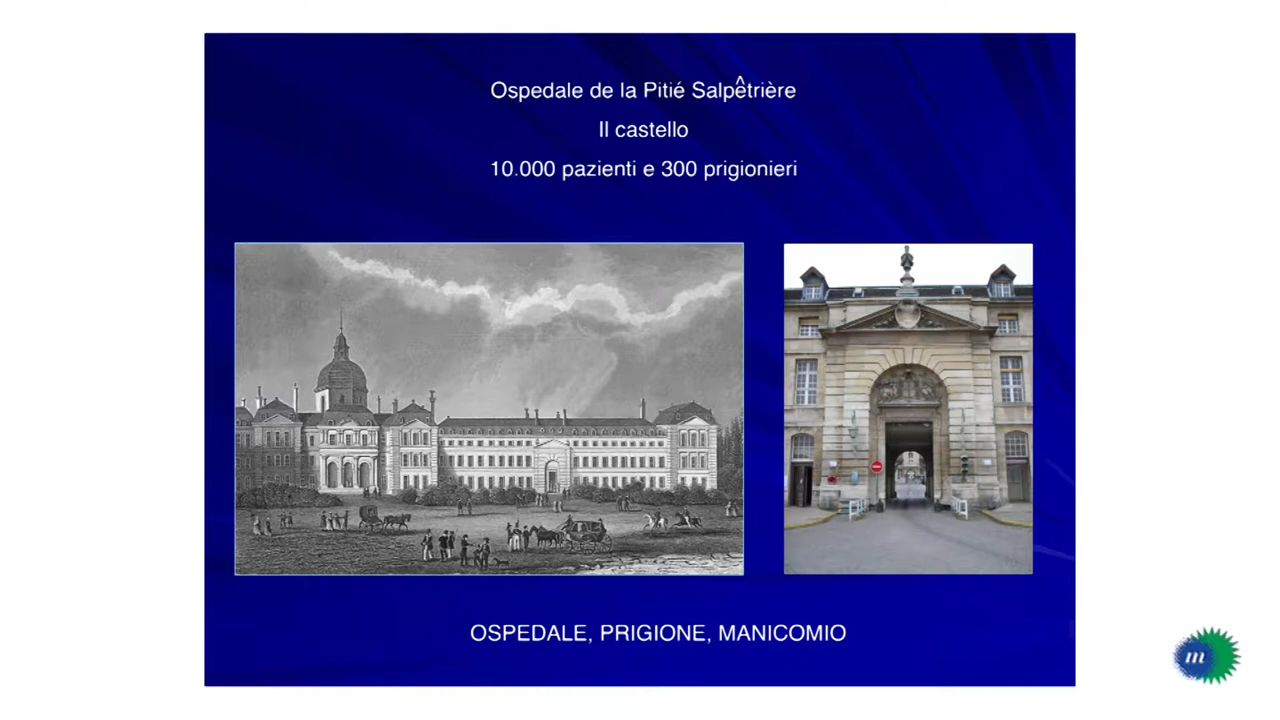 Ospedale de la Pitié Salpêtrière
Il castello
10.000 pazienti e 300 prigionieri
OSPEDALE, PRIGIONE, MANICOMIO
m